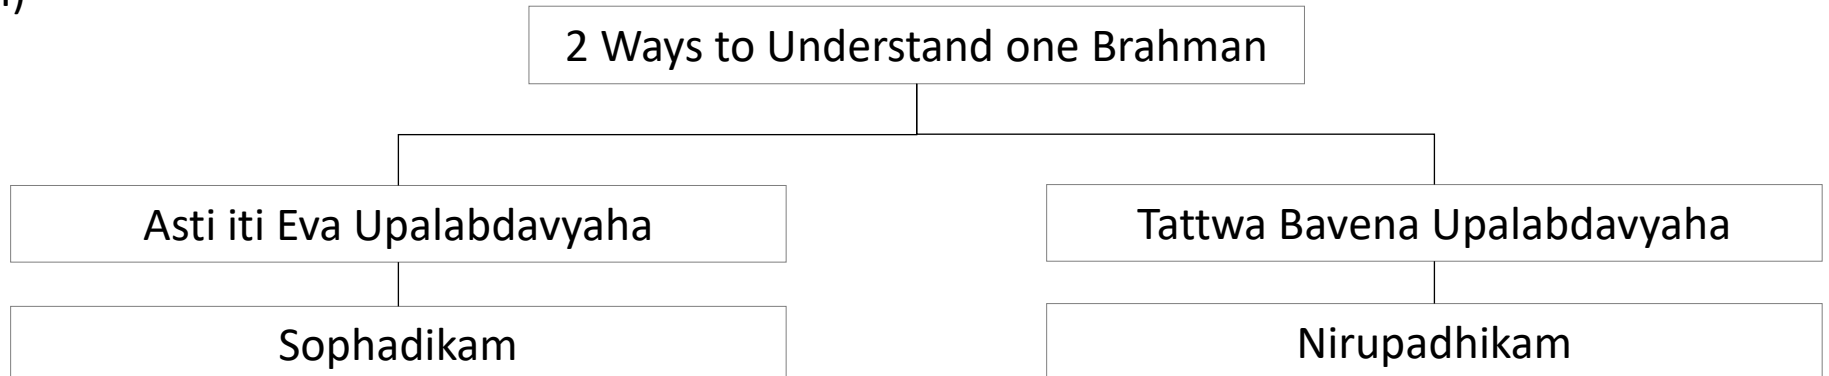 2 Ways to Understand one Brahman
Asti iti Eva Upalabdavyaha
Tattwa Bavena Upalabdavyaha
Sophadikam
Nirupadhikam